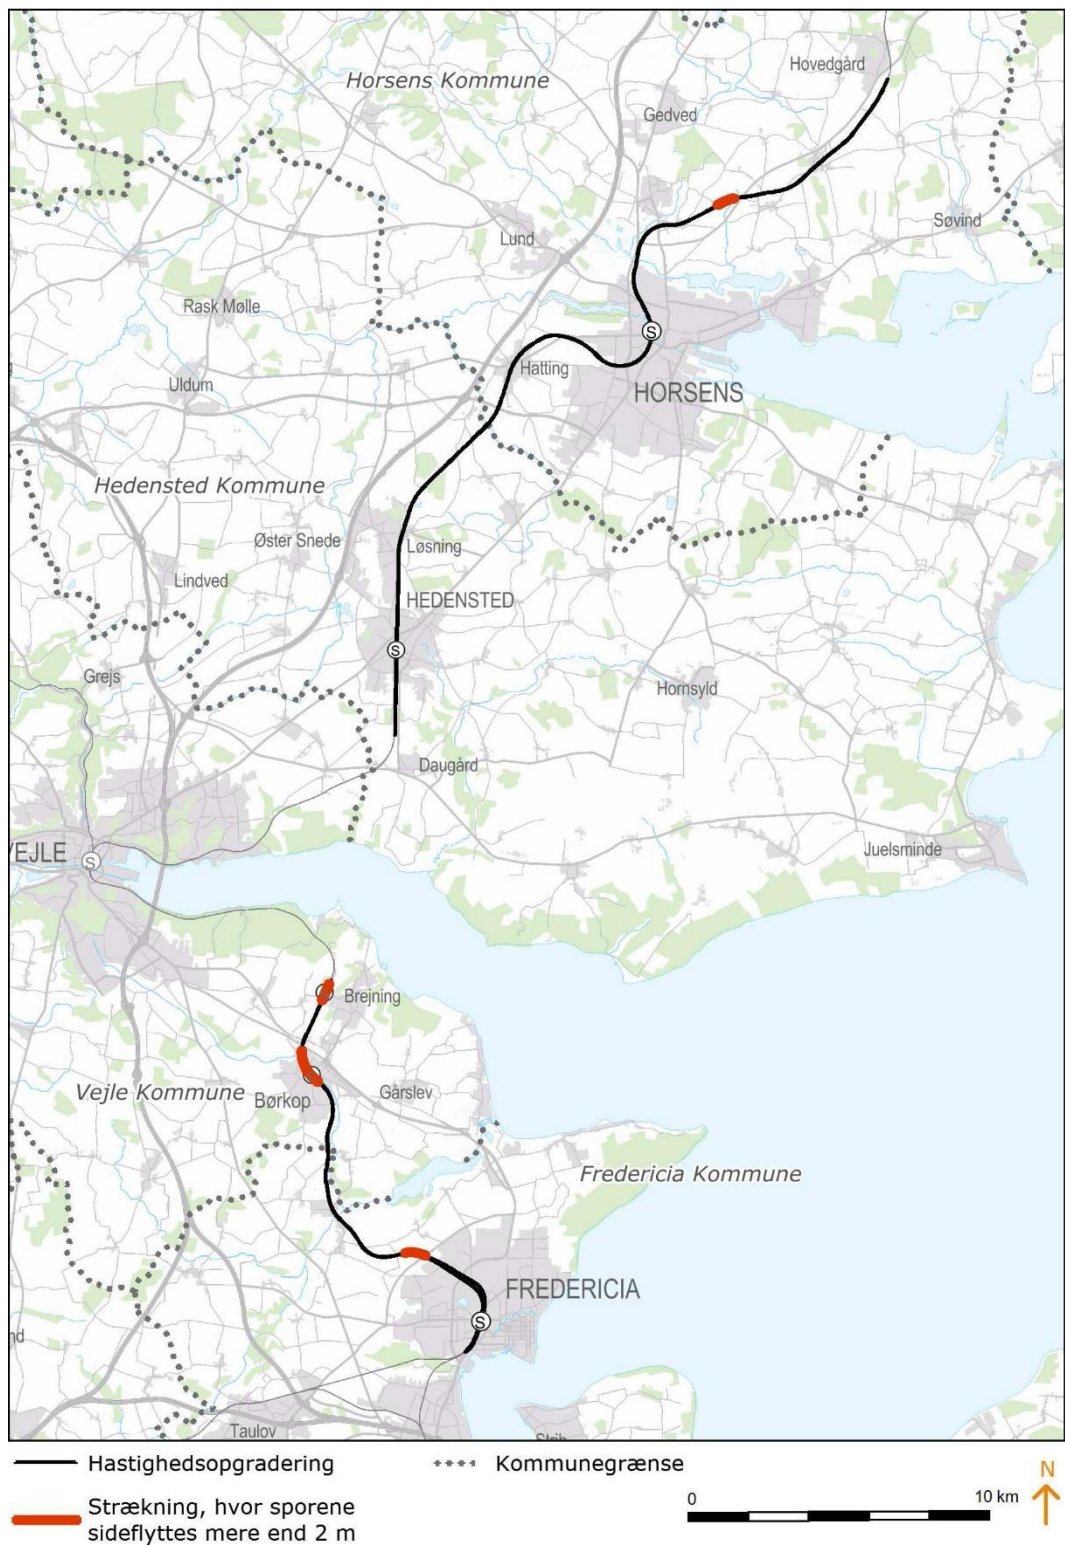 Hovedgård
Horsens Kommune
Gedved
Søvind
Lund
Rask Mølle
S
Hatting
Uldum
HORSENS
Hedensted Kommune
Øster Snede
Løsning
Lindved
HEDENSTED
S
Grejs
Hornsyld
Daugård
VEJLE
S
Juelsminde
Brejning
Vejle Kommune
Gårslev
Børkop
Fredericia Kommune
FREDERICIA
S
nd
Taulov
Strib
Hastighedsopgradering
Kommunegrænse
Strækning, hvor sporene
sideflyttes mere end 2 m
0
10 km
N